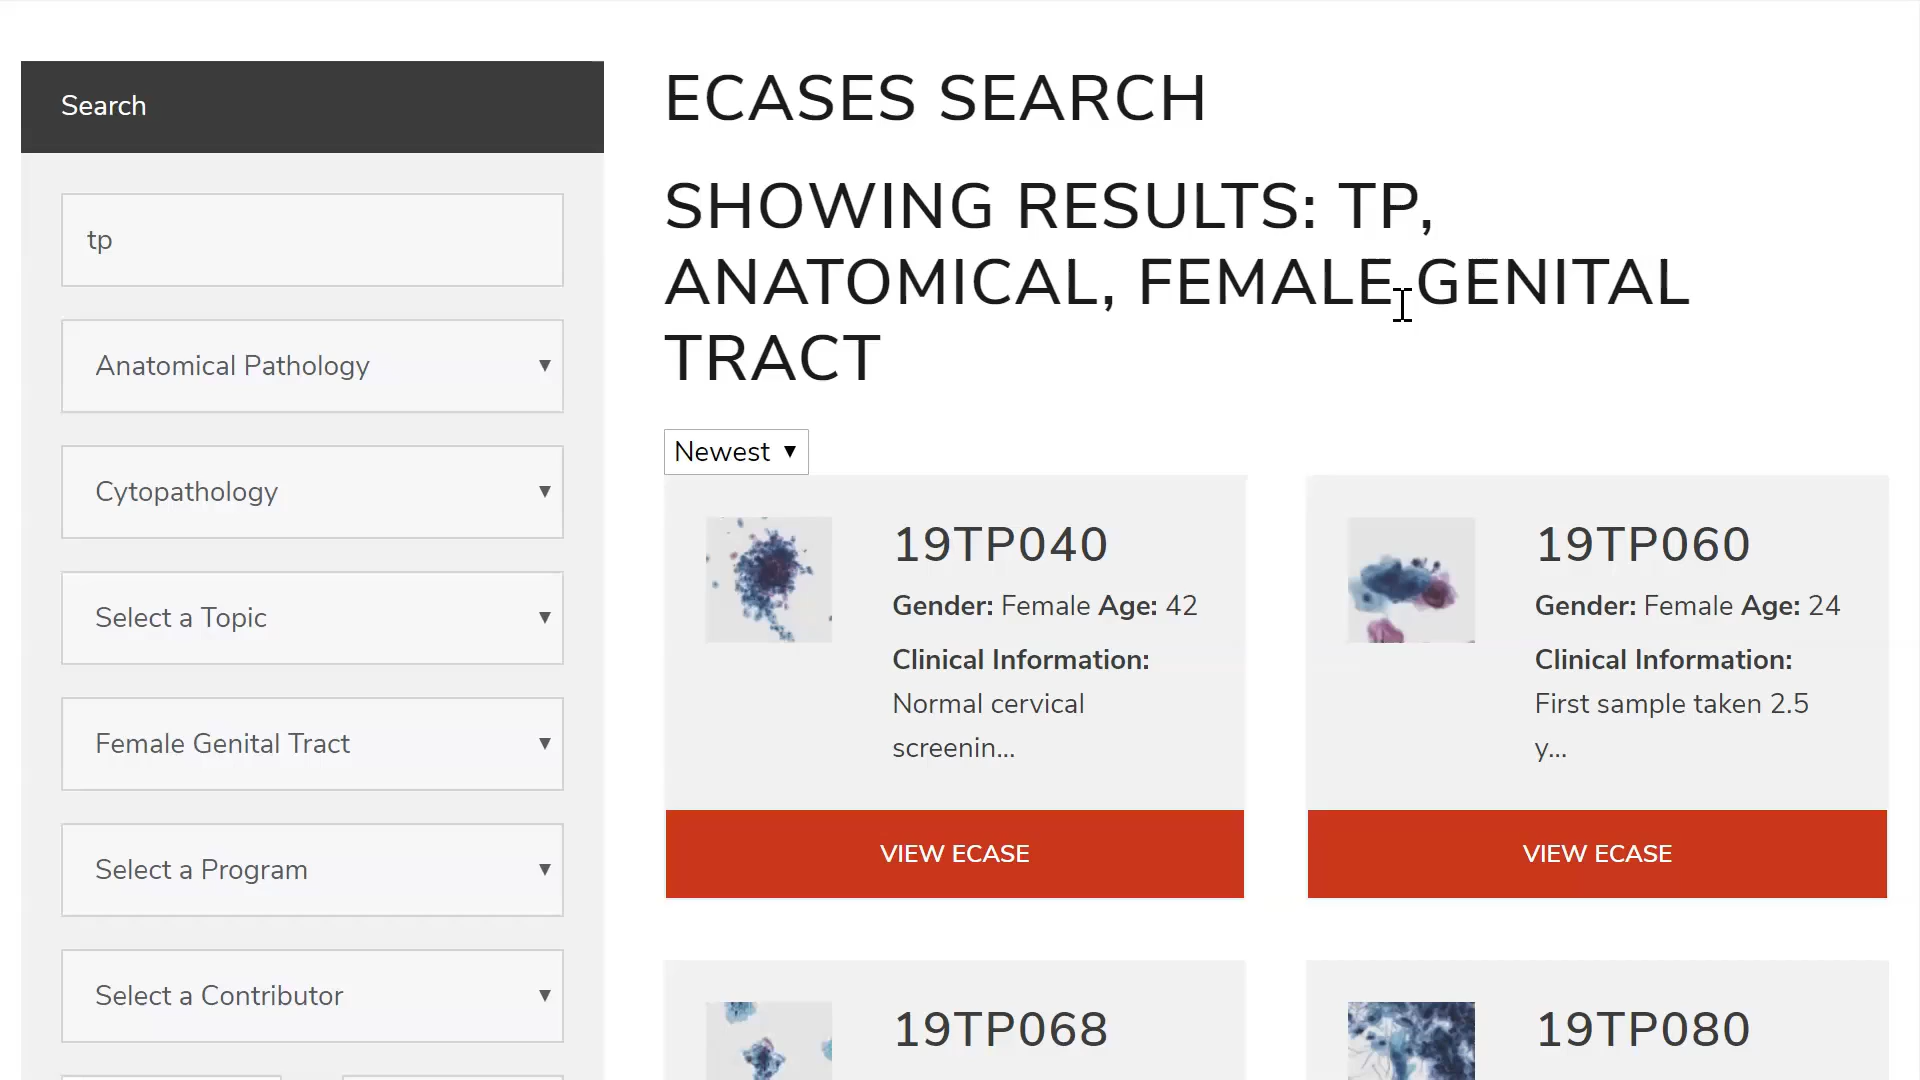 Search
tp
Anatomical Pathology
Cytopathology
Select a Topic
Female Genital Tract
Select a Program
Select a Contributor
ECASES SEARCH
SHOWING RESULTS: TP,
ANATOMICAL, FEMALE GENITAL
TRACT
Newest
19TP040
Gender: Female Age: 42
Clinical Information:
Normal cervical
screenin...
VIEW ECASE
19TP060
Gender: Female Age: 24
Clinical Information:
First sample taken 2.5
y...
VIEW ECASE
19TP068
19TP080